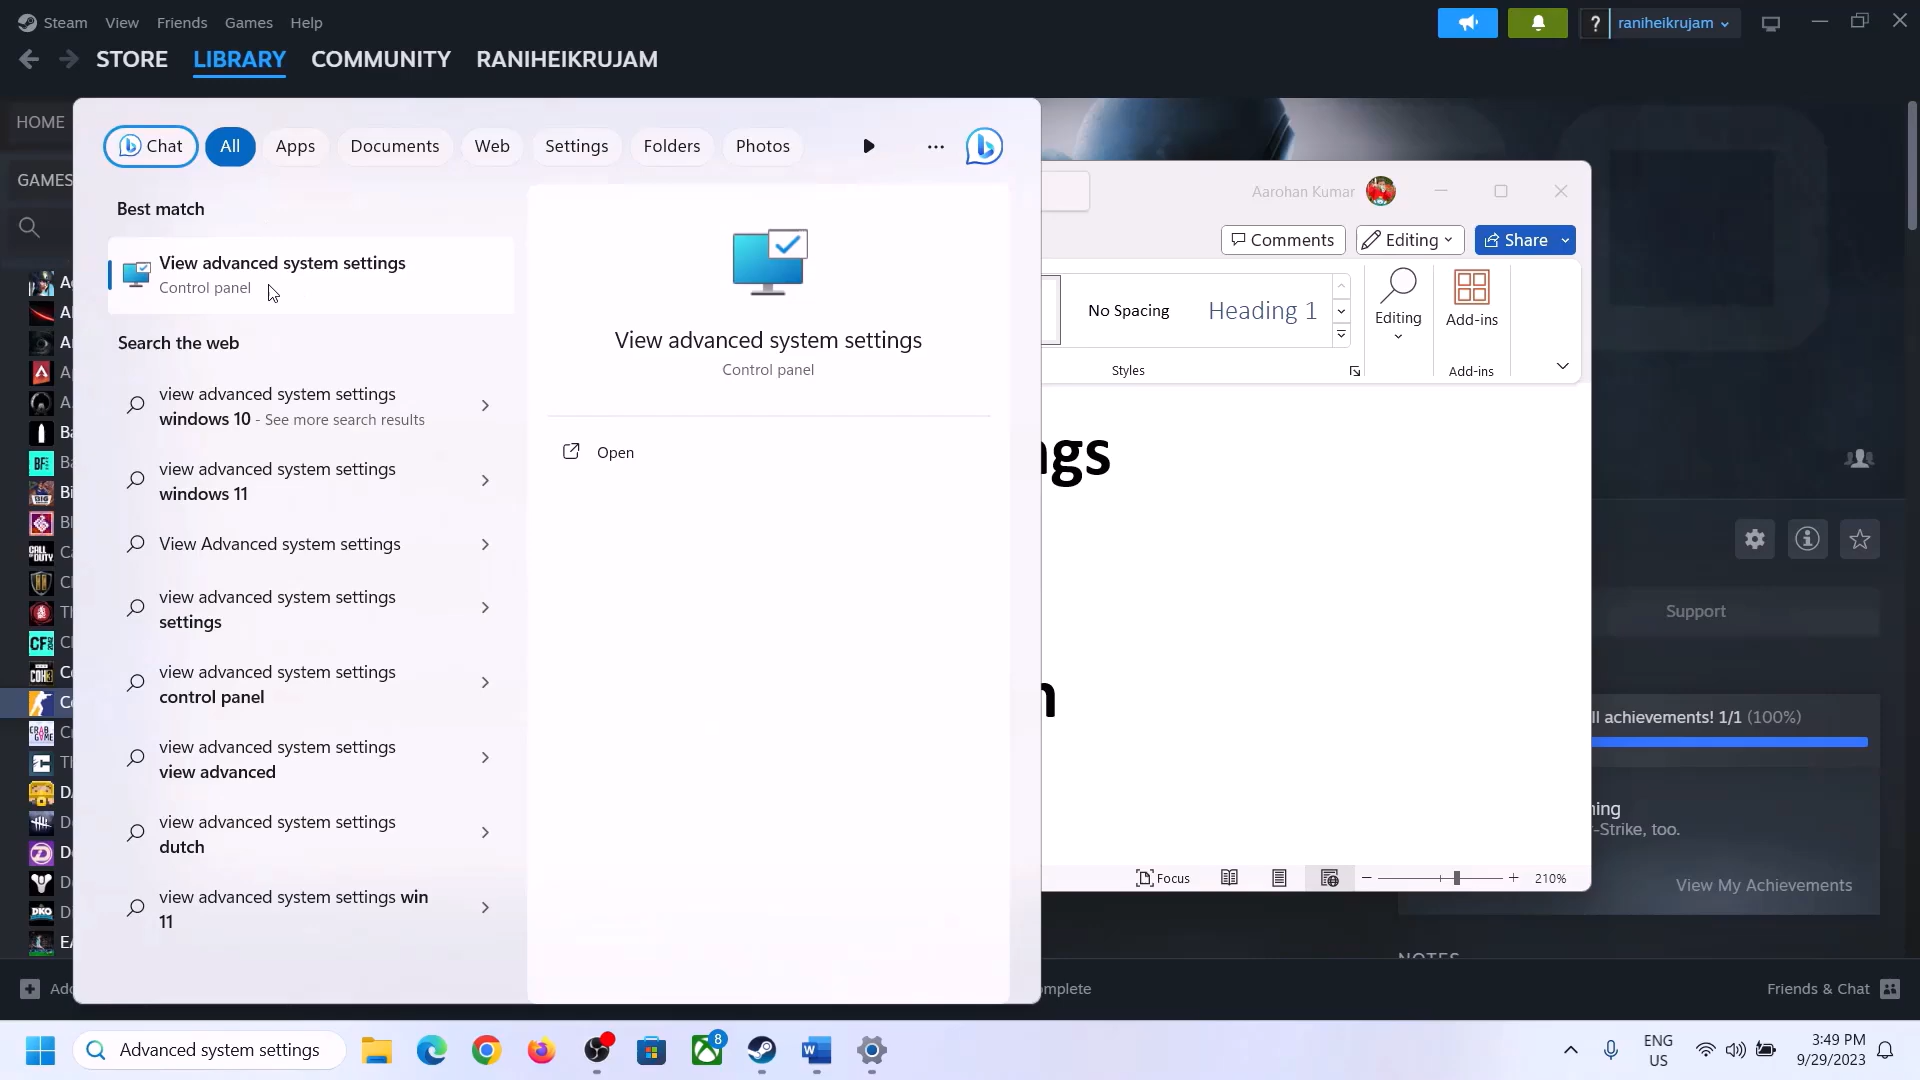 Steam View Friends Games Help
raniheikrujam
STORE LIBRARY COMMUNITY RANIHEIKRUJAM
HOME
GAMES
Chat All Apps Documents Web Settings Folders Photos
Best match
View advanced system settings
Control panel
Search the web
view advanced system settings
windows 10 - See more search results
view advanced system settings
windows 11
View Advanced system settings
view advanced system settings
settings
view advanced system settings
control panel
view advanced system settings
view advanced
view advanced system settings
dutch
view advanced system settings win
11
View advanced system settings
Control panel
Open
Aarohan Kumar
Comments Editing Share
No Spacing Heading 1
Editing
Add-ins
Styles
Add-ins
ngs
n
Focus
210%
Support
ll achievements! 1/1 (100%)
ning
-Strike, too.
View My Achievements
Friends & Chat
Advanced system settings
8
ENG
US
3:49 PM
9/29/2023